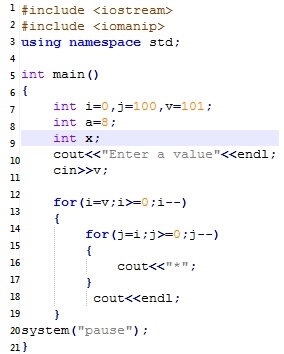 1 #include <iostream>
2 #include <iomanip>
3 using namespace std;
4
5 int main()
6 {
7 int i=0,j=100,v=101;
8 int a=8;
9 int x;
10 cout<<"Enter a value"<<endl;
11 cin>>v;
12
13 for(i=v;i>=0;i--)
14 {
15 for(j=i;j>=0;j--)
16 {
17 cout<<"*";
18 }
19 cout<<endl;
20 }
21 system("pause");
}